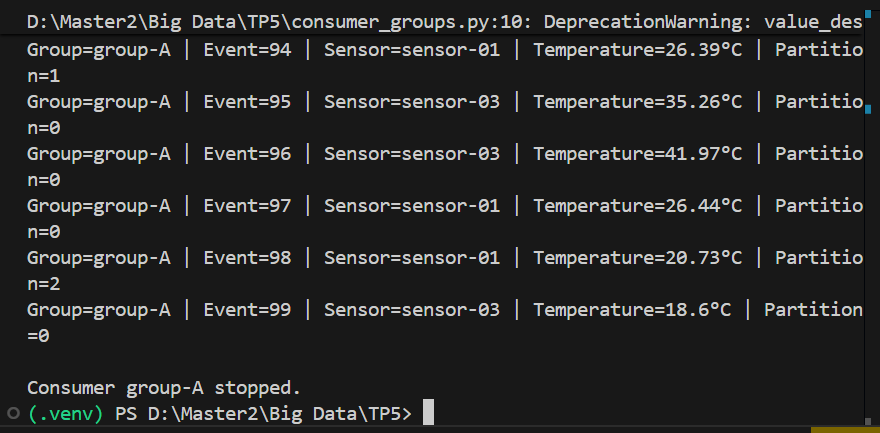 D:\Master2\Big Data\TP5\consumer_groups.py:10: DeprecationWarning: value_des
Group=group-A | Event=94 | Sensor=sensor-01 | Temperature=26.39°C | Partitio
n=1
Group=group-A | Event=95 | Sensor=sensor-03 | Temperature=35.26°C | Partitio
n=0
Group=group-A | Event=96 | Sensor=sensor-03 | Temperature=41.97°C | Partitio
n=0
Group=group-A | Event=97 | Sensor=sensor-01 | Temperature=26.44°C | Partitio
n=0
Group=group-A | Event=98 | Sensor=sensor-01 | Temperature=20.73°C | Partitio
n=2
Group=group-A | Event=99 | Sensor=sensor-03 | Temperature=18.6°C | Partition
=0
Consumer group-A stopped.
(.venv) PS D:\Master2\Big Data\TP5>